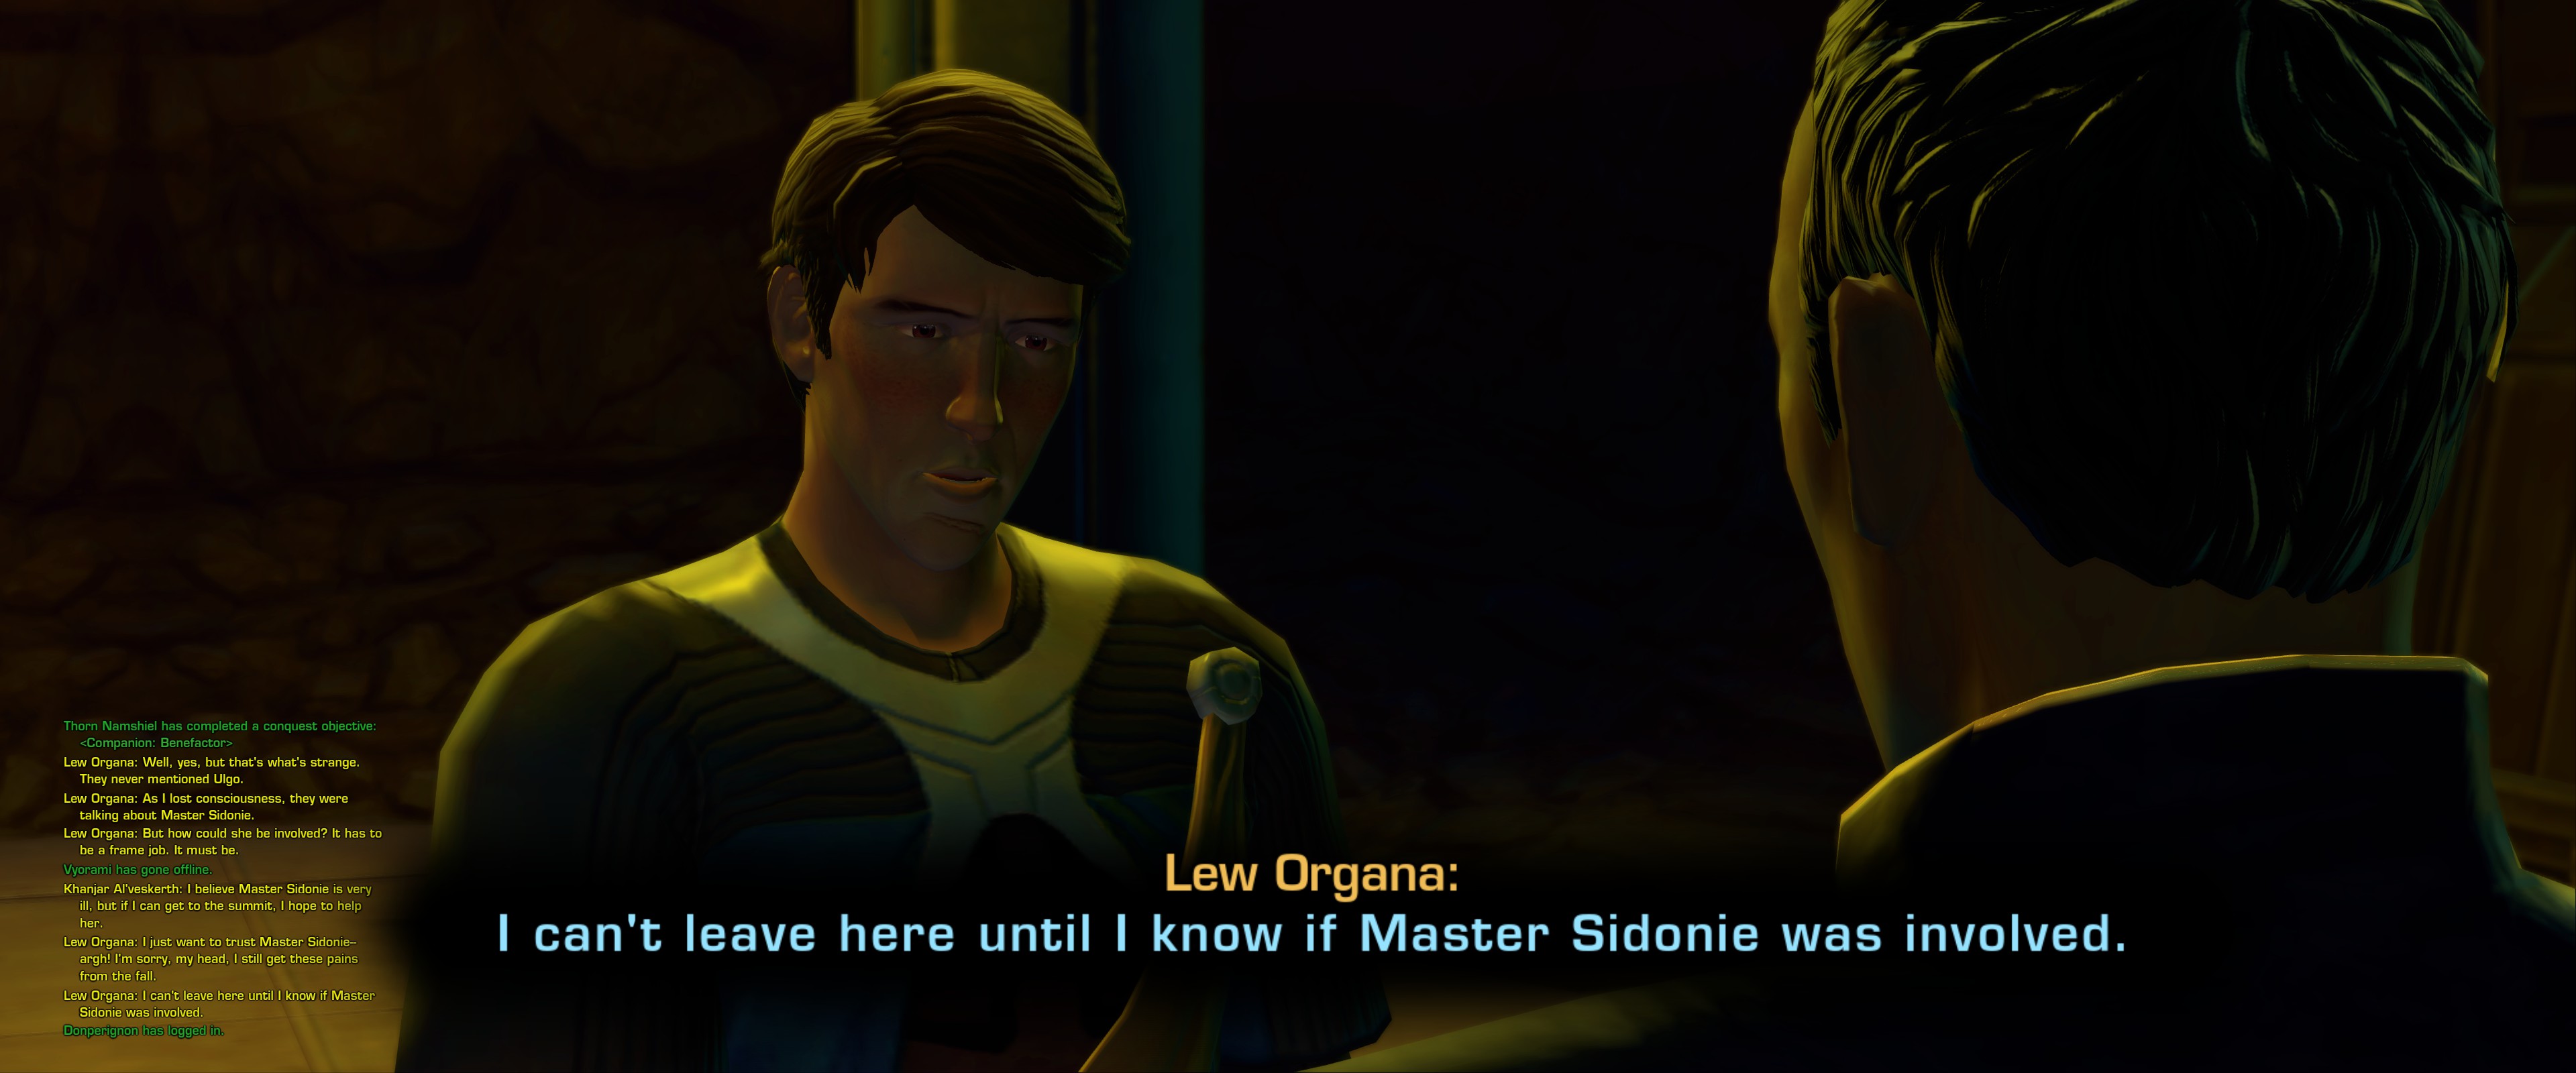 Thorn Namshiel has completed a conquest objective:
<Companion: Benefactor>
Lew Organa: Well, yes, but that's what's strange.
They never mentioned Ulgo.
Lew Organa: As I lost consciousness, they were
talking about Master Sidonie.
Lew Organa: But how could she be involved? It has to
be a frame job. It must be.
Vyorami has gone offline.
Khanjar Al'veskerth: I believe Master Sidonie is very
ill, but if I can get to the summit, I hope to help
her.
Lew Organa: I just want to trust Master Sidonie--
argh! I'm sorry, my head, I still get these pains
from the fall.
Lew Organa: I can't leave here until I know if Master
Sidonie was involved.
Donperignon has logged in.
Lew Organa:
I can't leave here until I know if Master Sidonie was involved.